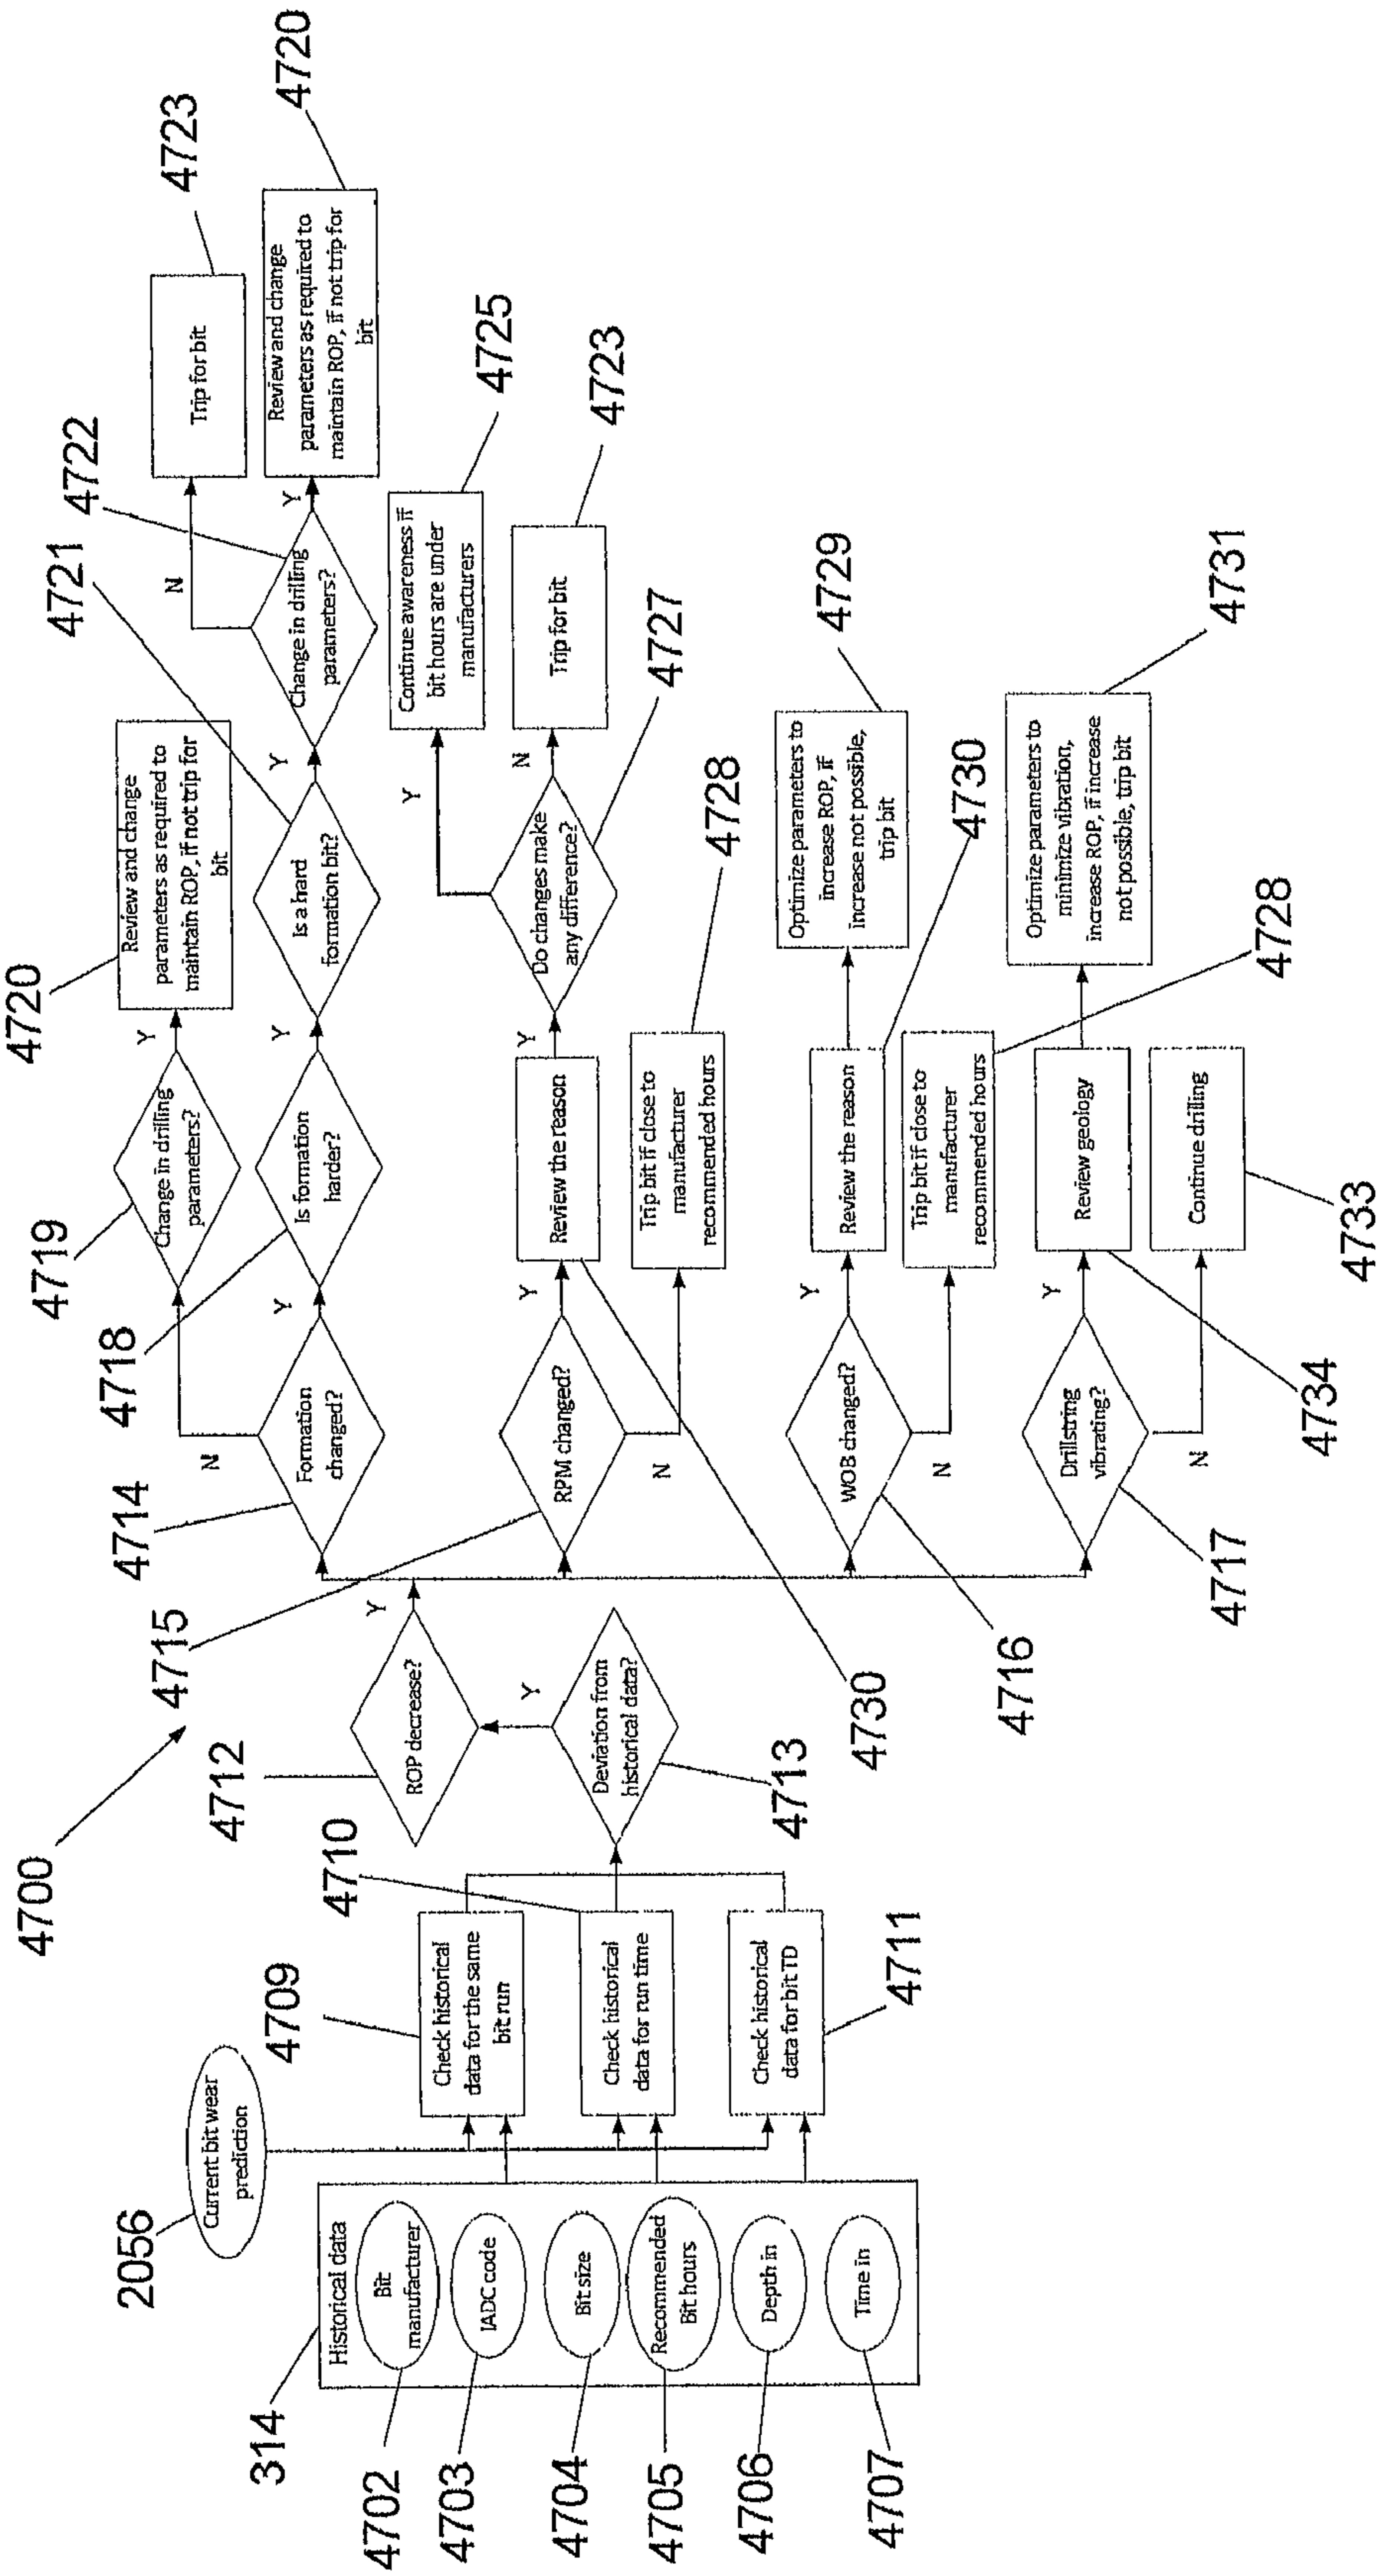 4700
2056
Current bit wear
prediction
314
Historical data
Bit
manufacturer
IADC code
Bit size
Recommended
Bit hours
Depth in
Time in
4702
4703
4704
4705
4706
4707
4709
Check historical
data for the same
bit run
4710
Check historical
data for run time
Check historical
data for bit TD
4711
4712
ROP decrease?
Y
Y
Deviation from
historical data?
4713
4714
Formation
changed?
N
Y
4719
Change in drilling
parameters?
Y
4720
Review and change
parameters as required to
maintain ROP, if not trip for
bit
4718
Is formation
harder?
Y
4721
Is a hard
formation bit?
Y
4722
Change in drilling
parameters?
N
Y
Trip for bit
4723
Review and change
parameters as required to
maintain ROP, if not trip for
bit
4720
4715
RPM changed?
Y
N
Review the reason
4730
Y
Do changes make
any difference?
4727
Y
N
Continue awareness if
bit hours are under
manufacturers
4725
Trip for bit
4723
Trip bit if close to
manufacturer
recommended hours
4728
WOB changed?
4716
Y
N
Review the reason
4730
Optimize parameters to
increase ROP, if
increase not possible,
trip bit
4729
Trip bit if close to
manufacturer
recommended hours
4728
Drillstring
vibrating?
4717
Y
N
Review geology
4734
Optimize parameters to
minimize vibration,
increase ROP, if increase
not possible, trip bit
4731
Continue drilling
4733